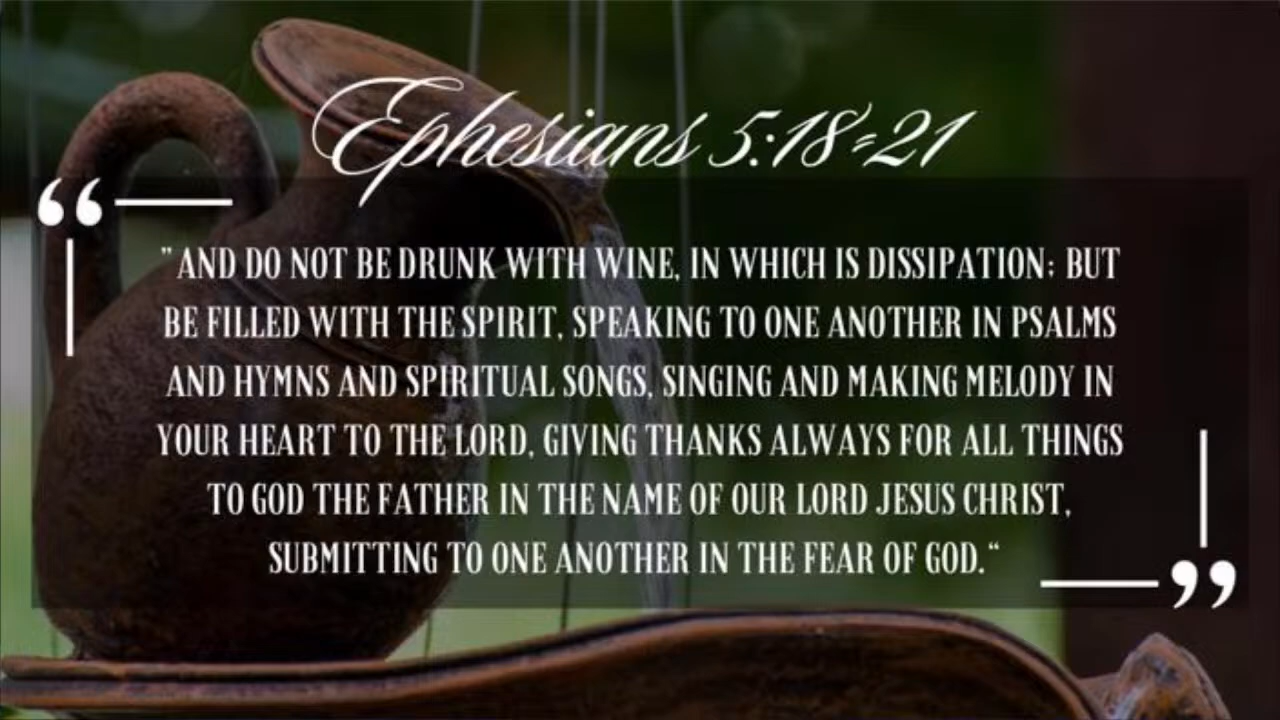 Ephesians 5:18-21
"AND DO NOT BE DRUNK WITH WINE, IN WHICH IS DISSIPATION; BUT
BE FILLED WITH THE SPIRIT, SPEAKING TO ONE ANOTHER IN PSALMS
AND HYMNS AND SPIRITUAL SONGS, SINGING AND MAKING MELODY IN
YOUR HEART TO THE LORD, GIVING THANKS ALWAYS FOR ALL THINGS
TO GOD THE FATHER IN THE NAME OF OUR LORD JESUS CHRIST,
SUBMITTING TO ONE ANOTHER IN THE FEAR OF GOD.“